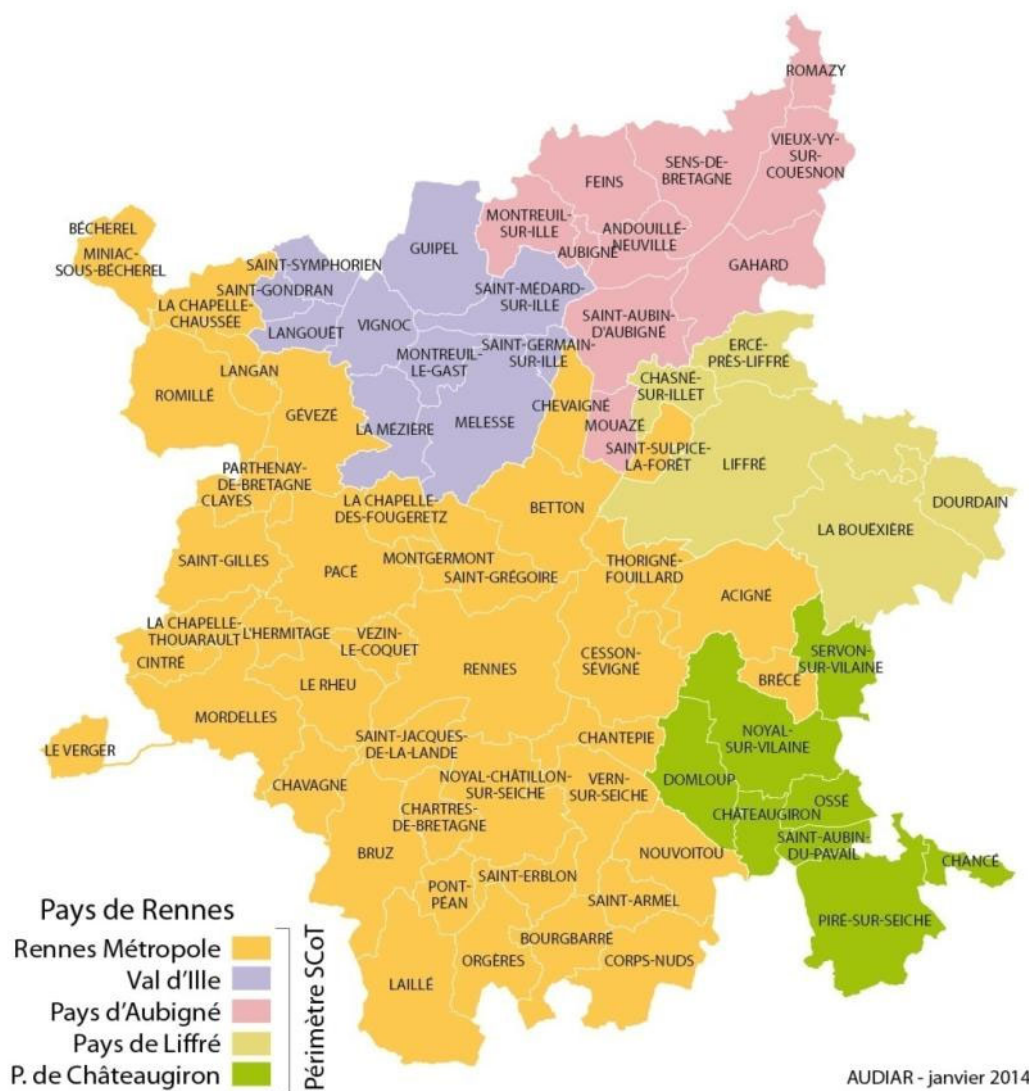 ROMAZY
VIEUX-VY-
SUR-
COUESNON
SENS-DE-
BRETAGNE
FEINS
MONTREUIL-
SUR-ILLE
ANDOUILLÉ-
NEUVILLE
AUBIGNÉ
GAHARD
BÉCHEREL
MINIAC-
SOUS-BÉCHEREL
GUIPEL
SAINT-SYMPHORIEN
SAINT-GONDRAN
SAINT-MÉDARD-
SUR-ILLE
LA CHAPELLE-
CHAUSSÉE
LANGOUËT
VIGNOC
SAINT-AUBIN-
D'AUBIGNÉ
ERCÉ-
PRÈS-LIFFRÉ
MONTREUIL-
LE-GAST
SAINT-GERMAIN-
SUR-ILLE
LANGAN
ROMILLÉ
GÉVEZÉ
CHASNÉ-
SUR-ILLET
CHEVAIGNÉ
LA MÉZIÈRE
MELESSE
MOUAZÉ
SAINT-SULPICE-
LA-FORÊT
LIFFRÉ
PARTHENAY-
DE-BRETAGNE
CLAYES
LA CHAPELLE-
DES-FOUGERETZ
BETTON
DOURDAIN
LA BOUËXIÈRE
SAINT-GILLES
PACÉ
MONTGERMONT
SAINT-GRÉGOIRE
THORIGNÉ-
FOUILLARD
ACIGNÉ
LA CHAPELLE-
THOUARAULT
L'HERMITAGE
VEZIN-
LE-COQUET
CINTRÉ
RENNES
CESSON-
SÉVIGNÉ
SERVON-
SUR-VILAINE
BRÉCÉ
LE RHEU
MORDELLES
LE VERGER
SAINT-JACQUES-
DE-LA-LANDE
CHANTEPIE
NOYAL-
SUR-VILAINE
CHAVAGNE
NOYAL-CHÂTILLON-
SUR-SEICHE
VERN-
SUR-SEICHE
DOMLOUP
OSSÉ
CHARTRES-
DE-BRETAGNE
CHÂTEAUGIRON
SAINT-AUBIN-
DU-PAVAIL
BRUZ
NOUVOITOU
CHANCÉ
SAINT-ERBLON
PONT-
PÉAN
SAINT-ARMEL
PIRÉ-SUR-SEICHE
BOURGBARRÉ
ORGÈRES
CORPS-NUDS
LAILLÉ
Pays de Rennes
Rennes Métropole
Val d'Ille
Pays d'Aubigné
Pays de Liffré
P. de Châteaugiron
Périmètre SCoT
AUDIAR - janvier 2014